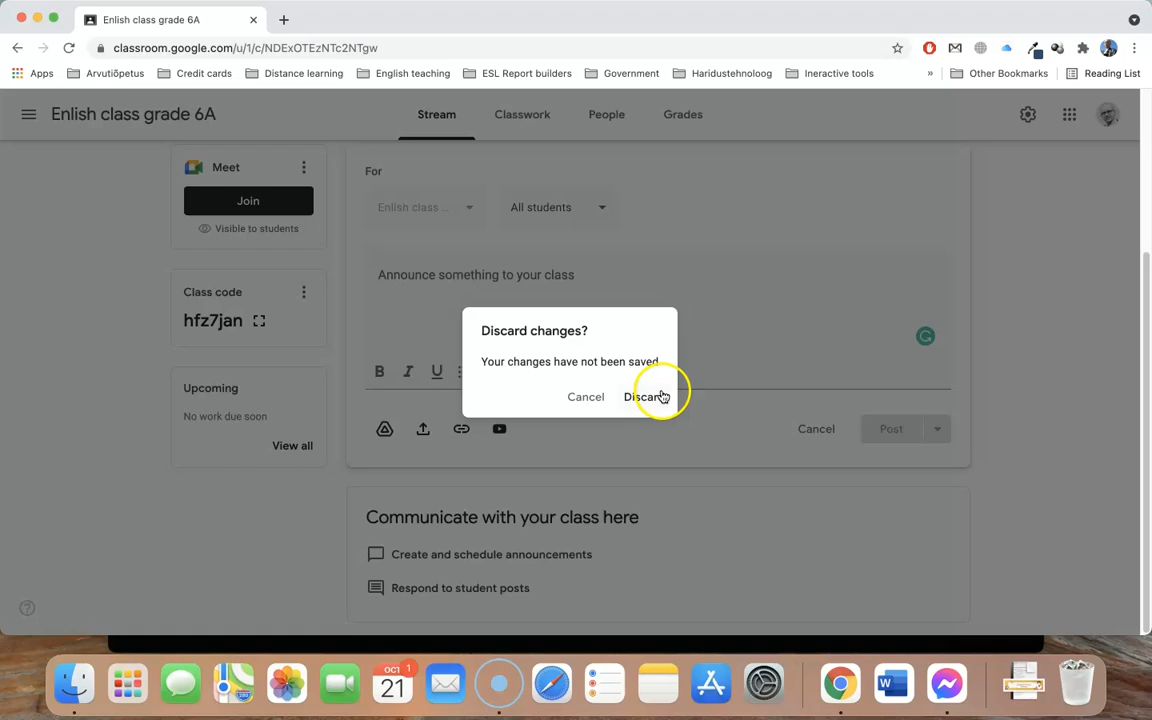 Enlish class grade 6A
classroom.google.com/u/1/c/NDExOTEzNTc2NTgw
Apps
Arvutiõpetus
Credit cards
Distance learning
English teaching
ESL Report builders
Government
Haridustehnoloog
Ineractive tools
»
Other Bookmarks
Reading List
Enlish class grade 6A
Stream
Classwork
People
Grades
Meet
Join
Visible to students
Class code
hfz7jan
Upcoming
No work due soon
View all
For
Enlish class ...
All students
Announce something to your class
B I U
Discard changes?
Your changes have not been saved
Cancel
Discard
Cancel
Post
Communicate with your class here
Create and schedule announcements
Respond to student posts
OCT
1
21